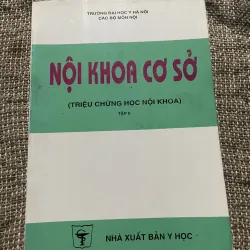 TRƯỜNG ĐẠI HỌC Y HÀ NỘI
CÁC BỘ MÔN NỘI
NỘI KHOA CƠ SỞ
(TRIỆU CHỨNG HỌC NỘI KHOA)
TẬP
NHÀ XUẤT BẢN Y HỌC